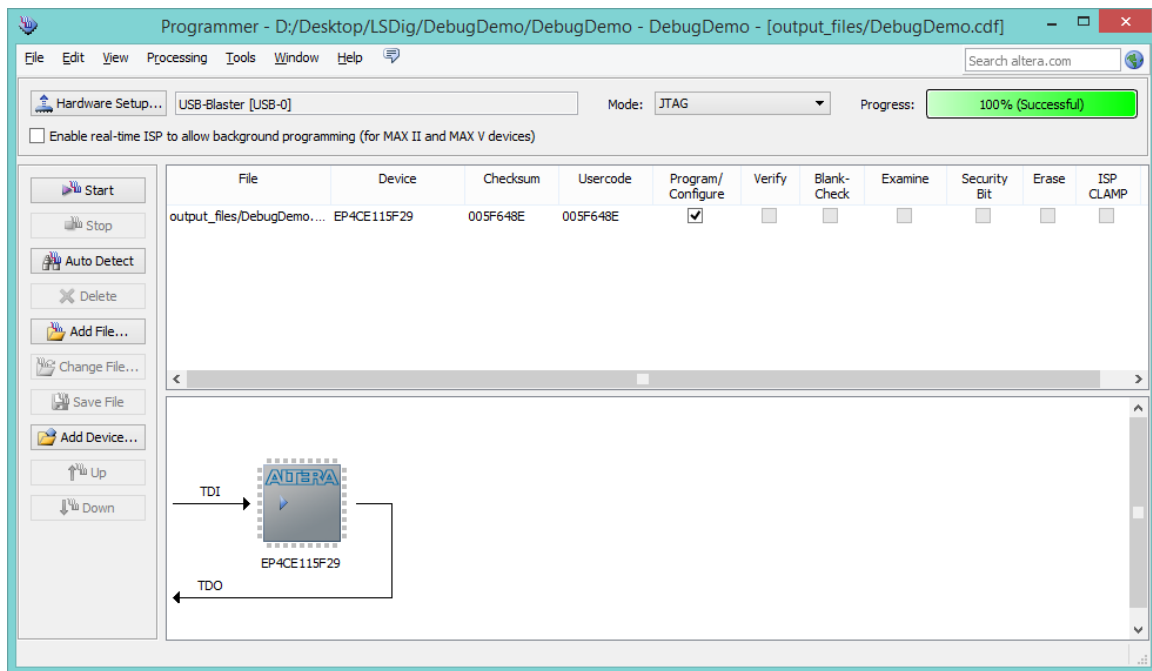 Programmer - D:/Desktop/LSDig/DebugDemo/DebugDemo - DebugDemo - [output_files/DebugDemo.cdf]
File Edit View Processing Tools Window Help
Search altera.com
Hardware Setup... USB-Blaster [USB-0] Mode: JTAG Progress: 100% (Successful)
Enable real-time ISP to allow background programming (for MAX II and MAX V devices)
Start
Stop
Auto Detect
Delete
Add File...
Change File...
Save File
Add Device...
Up
Down
File Device Checksum Usercode Program/ Configure Verify Blank- Check Examine Security Bit Erase ISP CLAMP
output_files/DebugDemo.... EP4CE115F29 005F648E 005F648E
ALTERA
TDI
EP4CE115F29
TDO